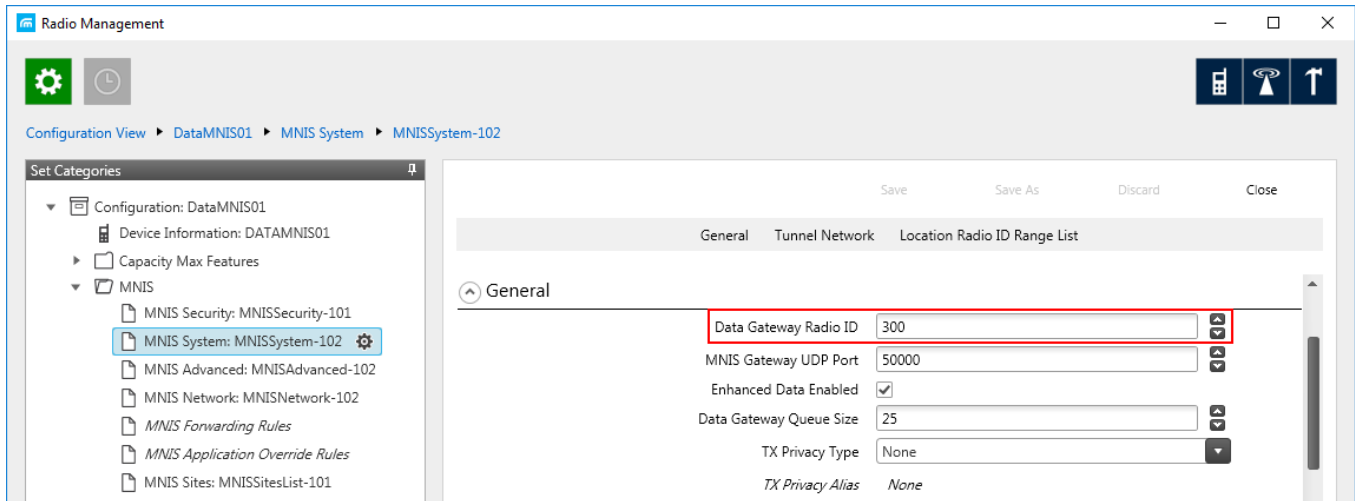 Radio Management
Configuration View ▶ DataMNIS01 ▶ MNIS System ▶ MNISSystem-102
Set Categories
Configuration: DataMNIS01
Device Information: DATAMNIS01
Capacity Max Features
MNIS
MNIS Security: MNISSecurity-101
MNIS System: MNISSystem-102
MNIS Advanced: MNISAdvanced-102
MNIS Network: MNISNetwork-102
MNIS Forwarding Rules
MNIS Application Override Rules
MNIS Sites: MNISSitesList-101
Save Save As Discard Close
General Tunnel Network Location Radio ID Range List
General
Data Gateway Radio ID 300
MNIS Gateway UDP Port 50000
Enhanced Data Enabled
Data Gateway Queue Size 25
TX Privacy Type None
TX Privacy Alias None